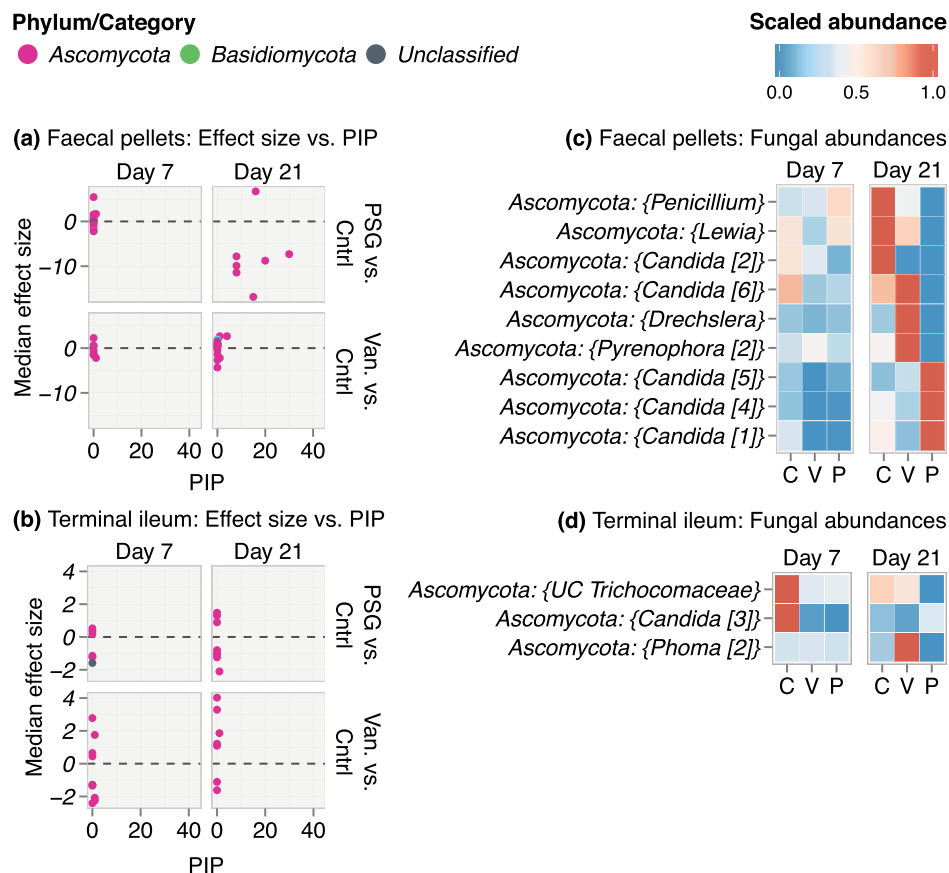 Phylum/Category
Ascomycota Basidiomycota Unclassified
Scaled abundance
0.0 0.5 1.0
(a) Faecal pellets: Effect size vs. PIP
Day 7 Day 21
Median effect size
0
−10
PSG vs.
Cntrl
0
−10
Van. vs.
Cntrl
0 20 40 0 20 40
PIP
(b) Terminal ileum: Effect size vs. PIP
Day 7 Day 21
Median effect size
4
2
0
−2
PSG vs.
Cntrl
4
2
0
−2
Van. vs.
Cntrl
0 20 40 0 20 40
PIP
(c) Faecal pellets: Fungal abundances
Day 7 Day 21
Ascomycota: {Penicillium}
Ascomycota: {Lewia}
Ascomycota: {Candida [2]}
Ascomycota: {Candida [6]}
Ascomycota: {Drechslera}
Ascomycota: {Pyrenophora [2]}
Ascomycota: {Candida [5]}
Ascomycota: {Candida [4]}
Ascomycota: {Candida [1]}
C V P C V P
(d) Terminal ileum: Fungal abundances
Day 7 Day 21
Ascomycota: {UC Trichocomaceae}
Ascomycota: {Candida [3]}
Ascomycota: {Phoma [2]}
C V P C V P